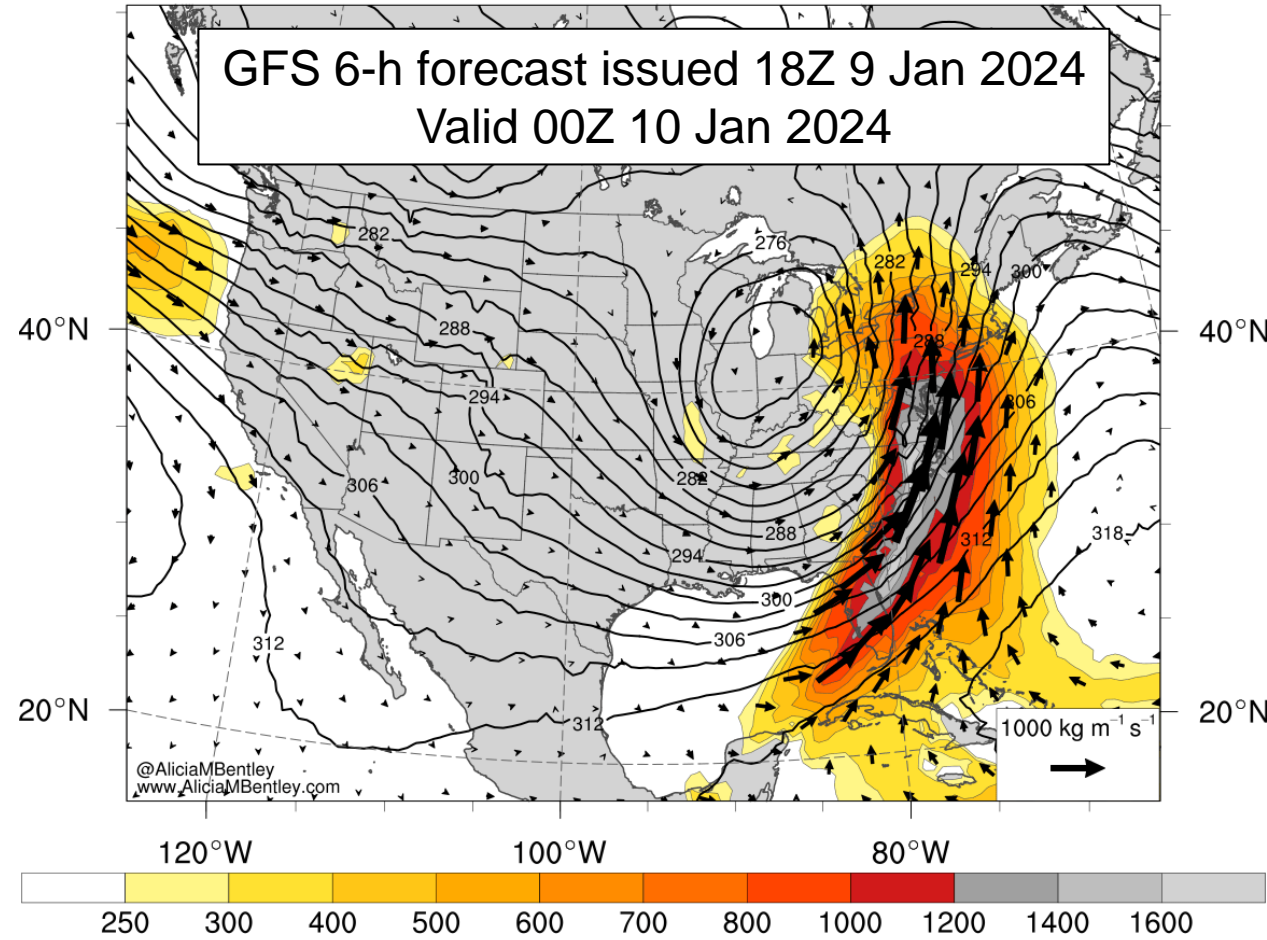 GFS 6-h forecast issued 18Z 9 Jan 2024
Valid 00Z 10 Jan 2024
276
282
282
294
300
40°N
288
288
40°N
294
306
282
300
306
288
312
318
294
300
306
312
20°N
312
20°N
1000 kg m⁻¹ s⁻¹
@AliciaMBentley
www.AliciaMBentley.com
120°W 100°W 80°W
250 300 400 500 600 700 800 1000 1200 1400 1600